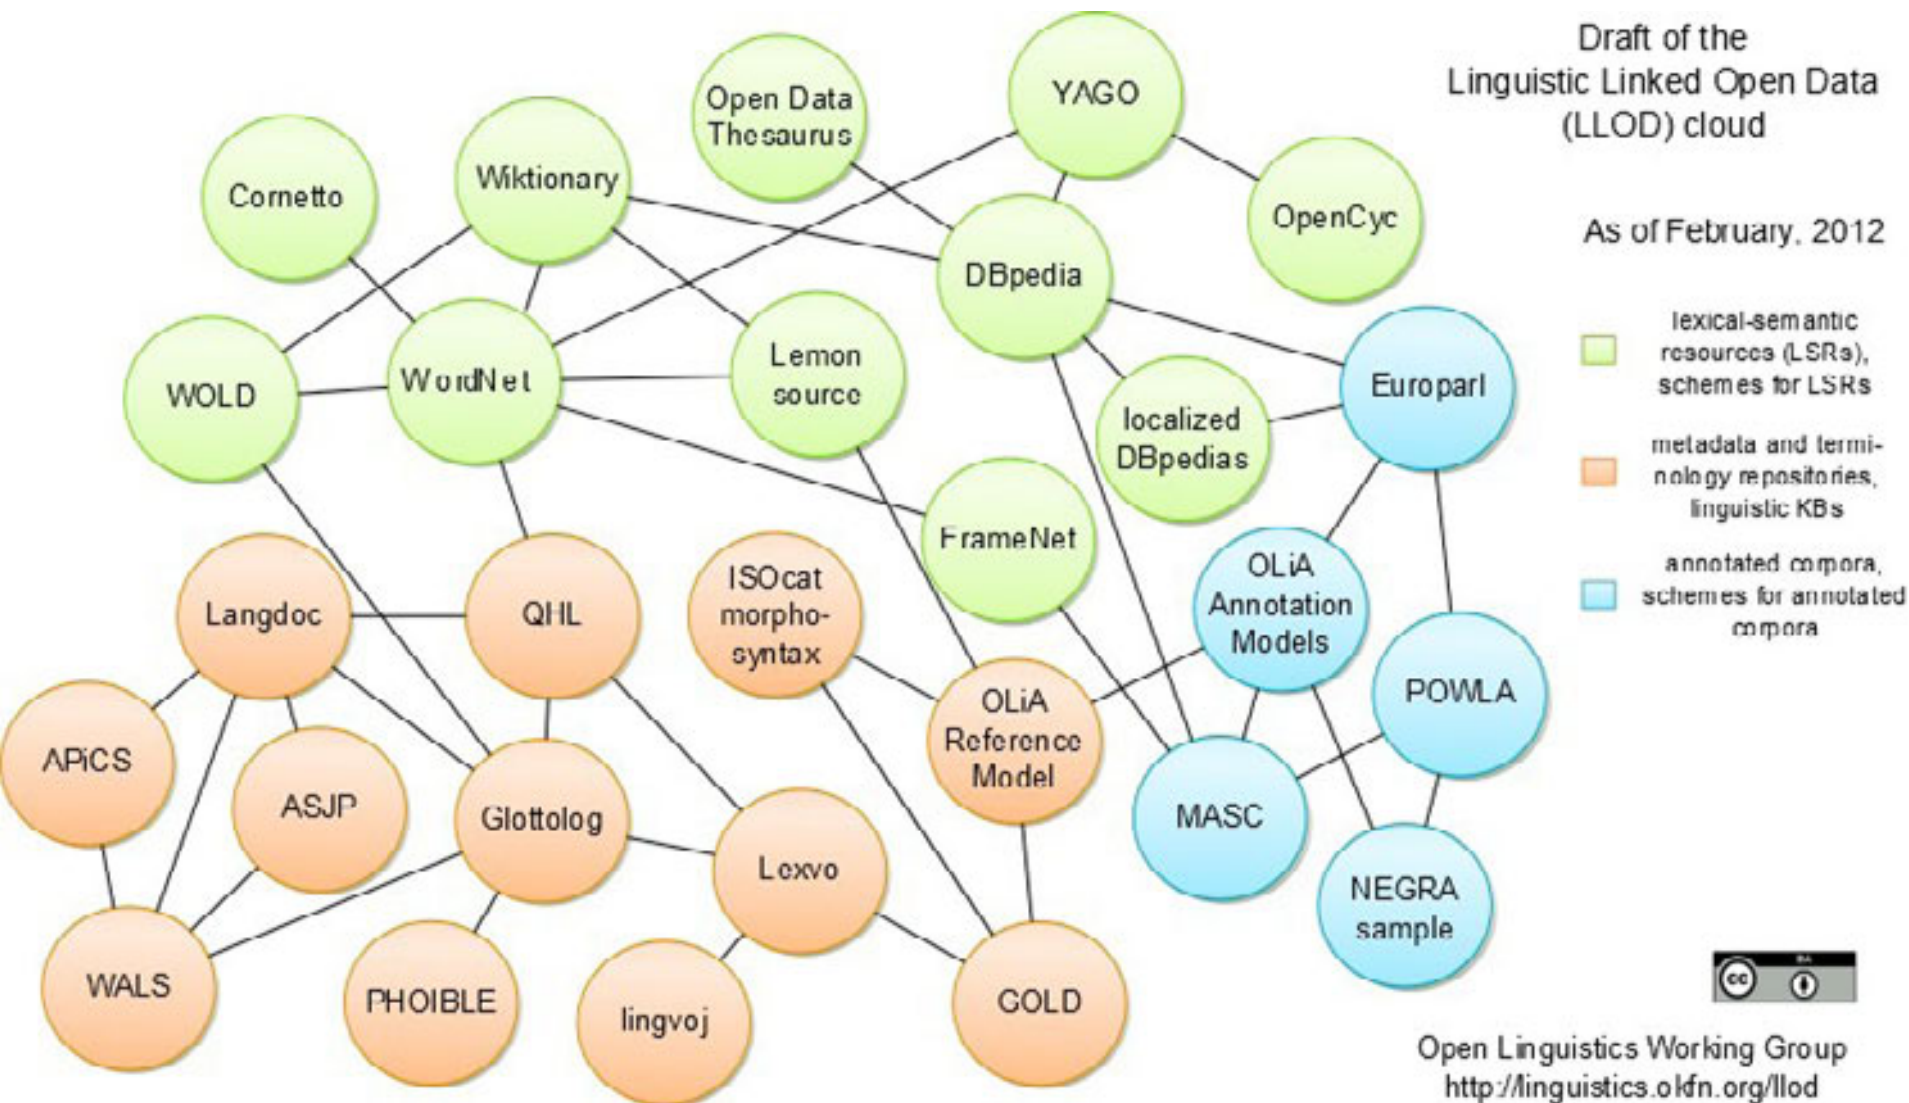 Draft of the
Linguistic Linked Open Data
(LLOD) cloud
As of February, 2012
lexical-semantic
resources (LSRs),
schemes for LSRs
metadata and termi-
nology repositories,
linguistic KBs
annotated corpora,
schemes for annotated
corpora
YAGO
Open Data
Thesaurus
Wiktionary
Cornetto
OpenCyc
DBpedia
Lemon
source
WordNet
WOLD
Europarl
localized
DBpedias
FrameNet
ISOcat
morpho-
syntax
OLiA
Annotation
Models
Langdoc
QHL
OLiA
Reference
Model
POWLA
APiCS
ASJP
Glottolog
MASC
Lexvo
NEGRA
sample
WALS
PHOIBLE
lingvoj
GOLD
cc
BA
Open Linguistics Working Group
http://linguistics.okfn.org/llod